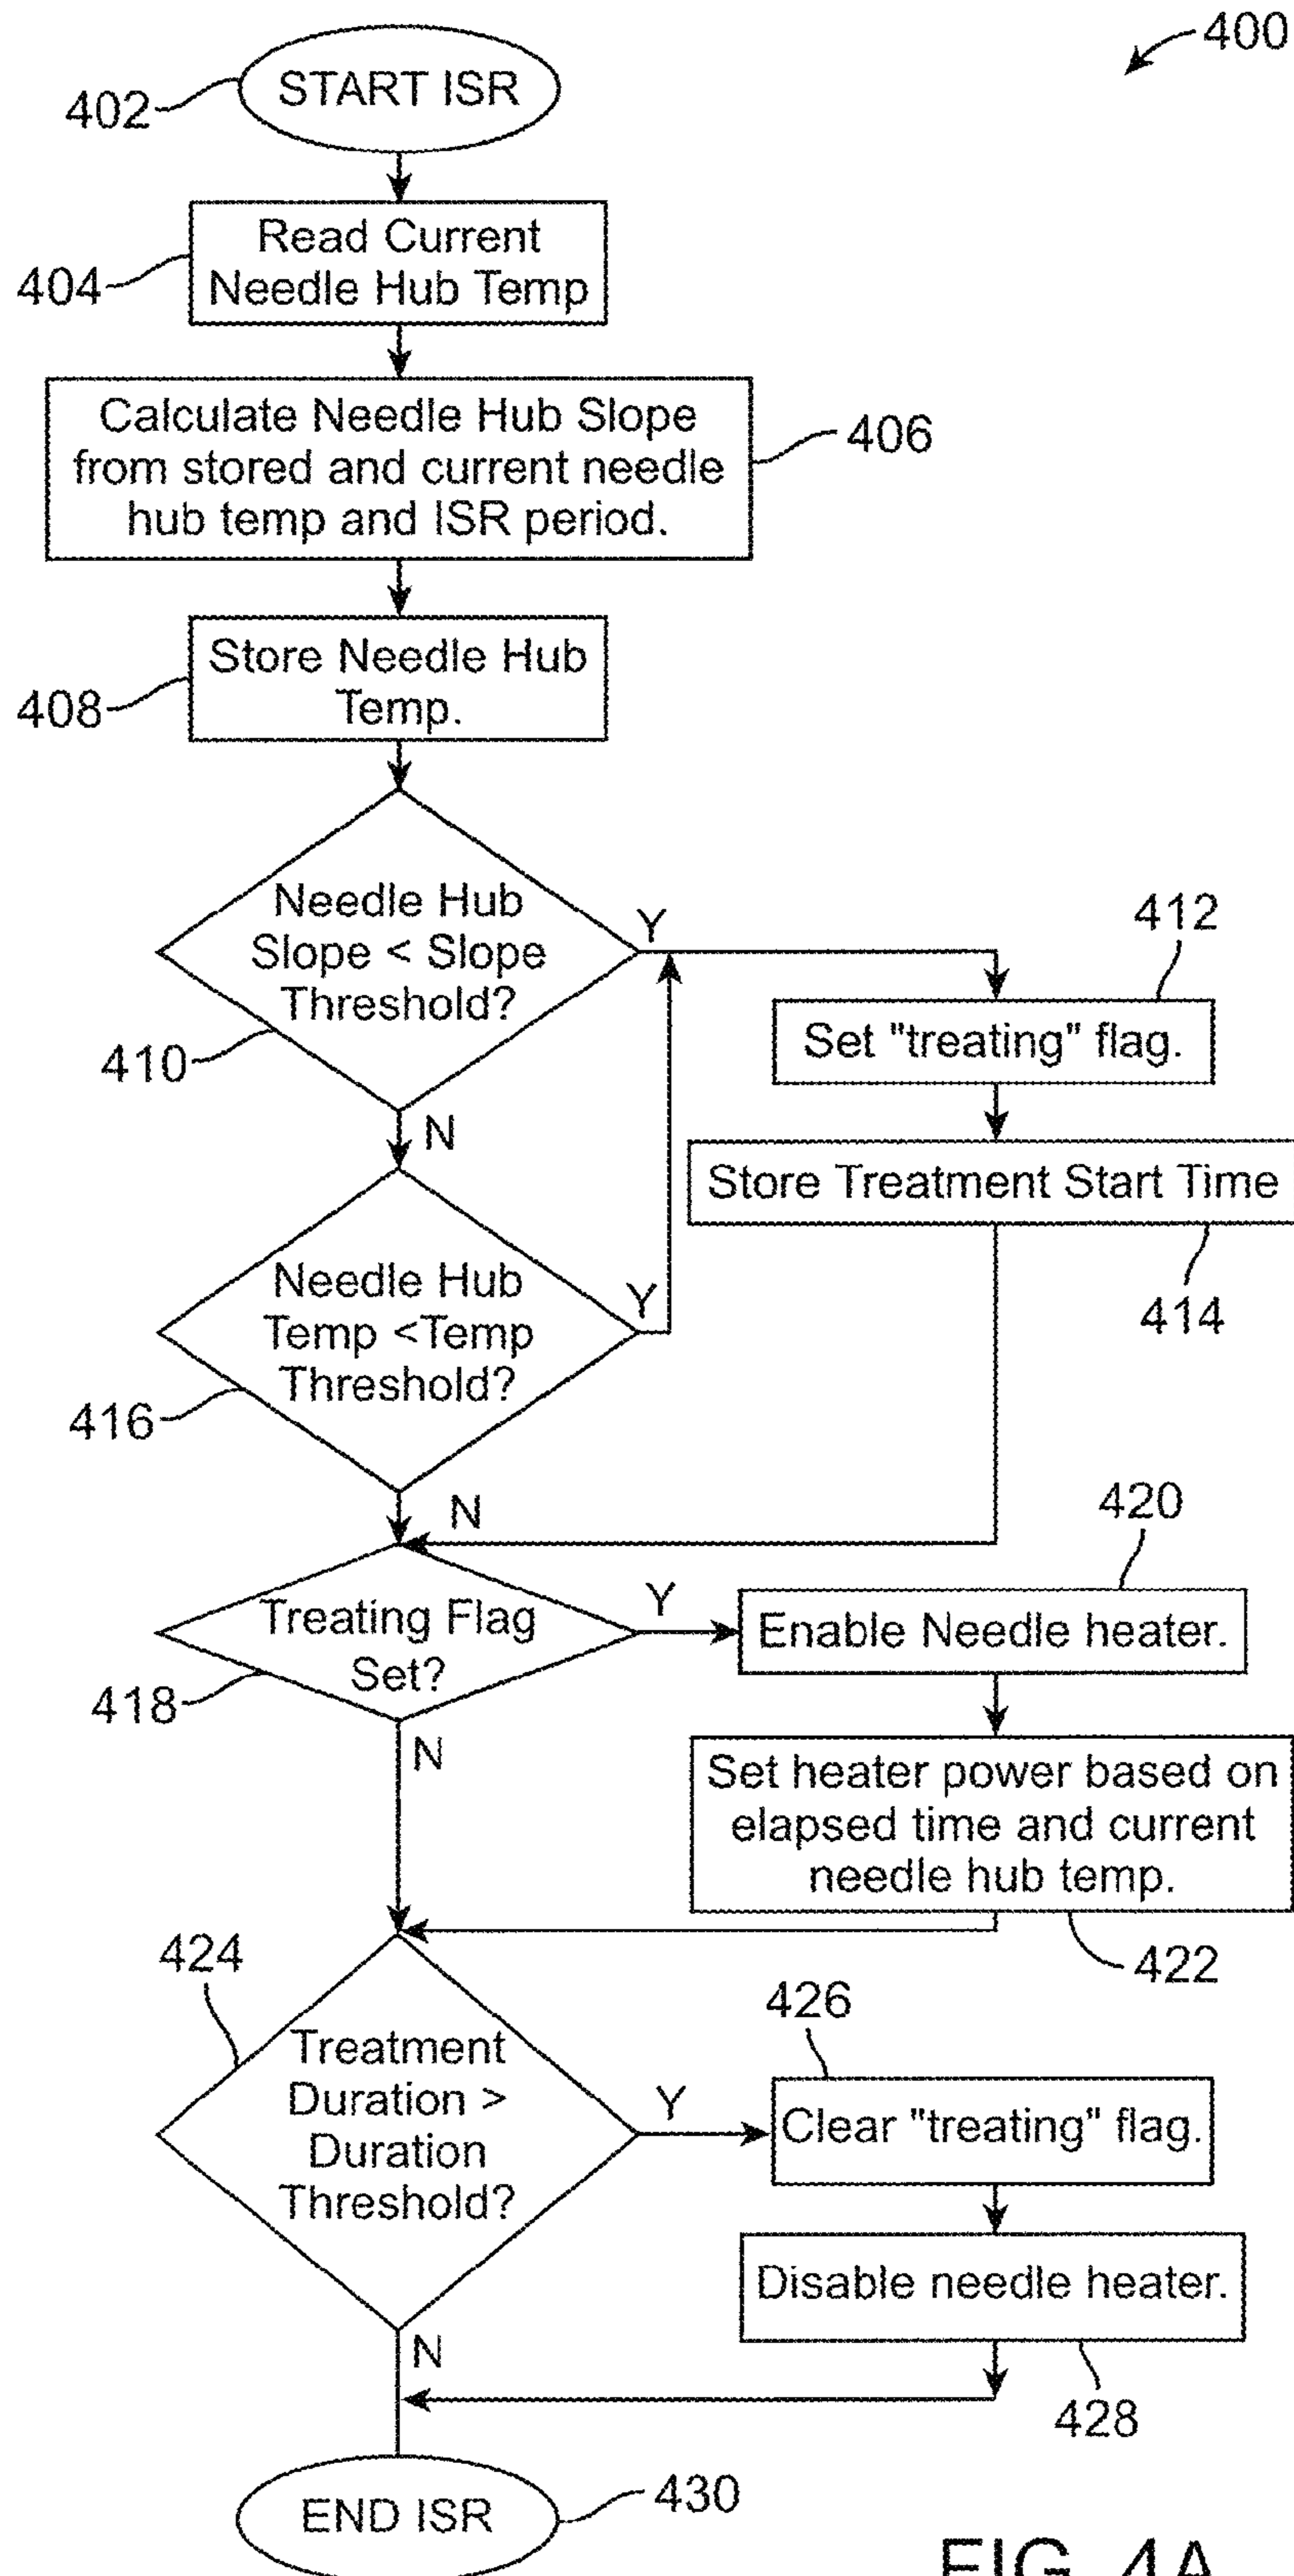 400
402
START ISR
404
Read Current
Needle Hub Temp
Calculate Needle Hub Slope
from stored and current needle
hub temp and ISR period.
406
408
Store Needle Hub
Temp.
Needle Hub
Slope < Slope
Threshold?
410
Y
N
412
Set "treating" flag.
Store Treatment Start Time
414
Needle Hub
Temp <Temp
Threshold?
416
Y
N
Treating Flag
Set?
418
Y
N
420
Enable Needle heater.
Set heater power based on
elapsed time and current
needle hub temp.
422
424
Treatment
Duration >
Duration
Threshold?
Y
N
426
Clear "treating" flag.
Disable needle heater.
428
END ISR
430
FIG. 4A